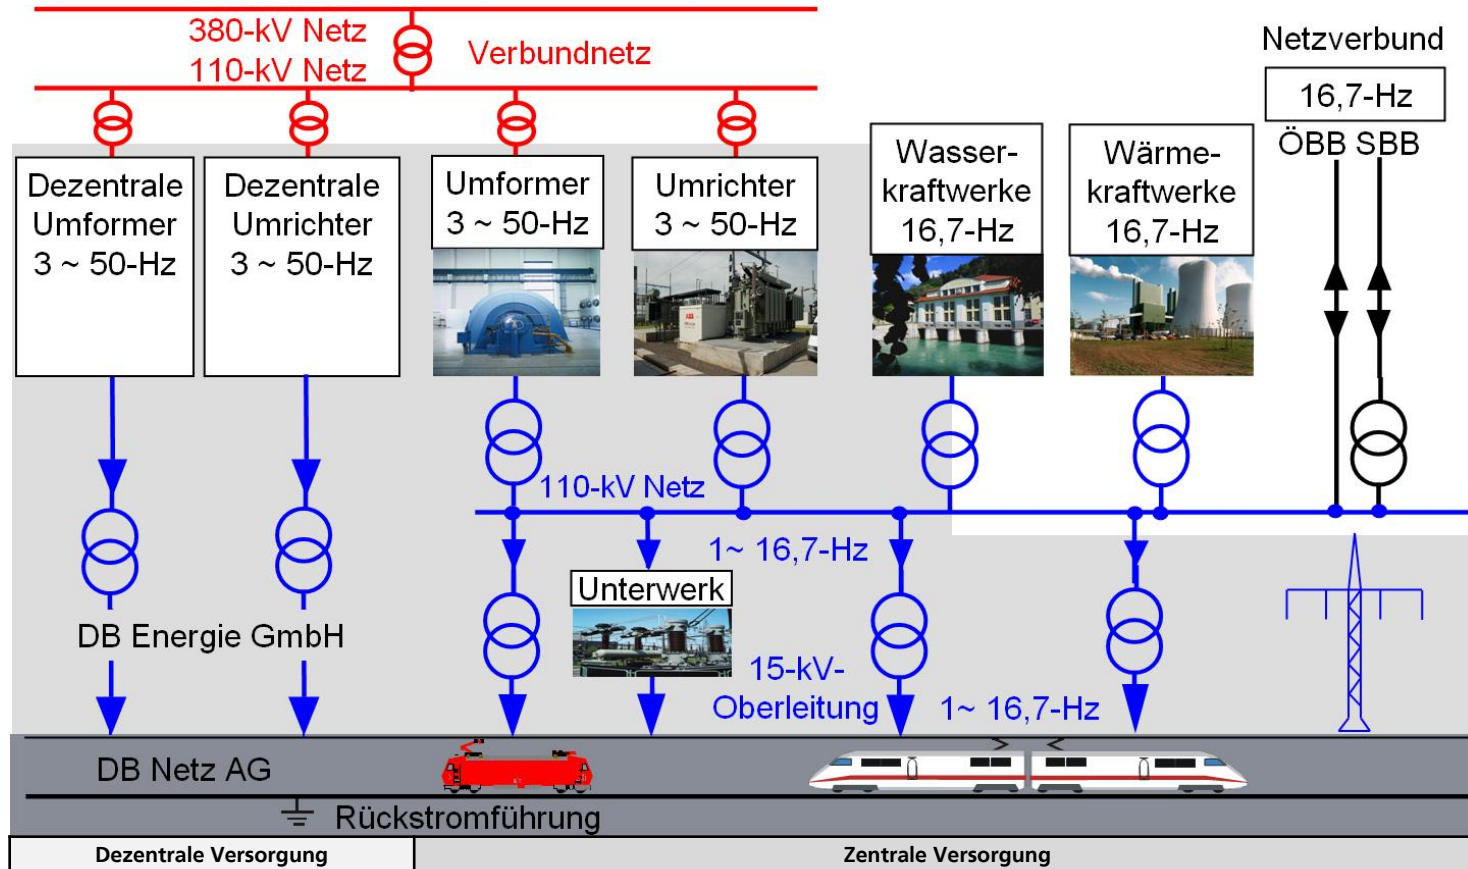 380-kV Netz
110-kV Netz
Verbundnetz
Netzverbund
16,7-Hz
ÖBB SBB
Dezentrale
Umformer
3 ~ 50-Hz
Dezentrale
Umrichter
3 ~ 50-Hz
Umformer
3 ~ 50-Hz
Umrichter
3 ~ 50-Hz
Wasser-
kraftwerke
16,7-Hz
Wärme-
kraftwerke
16,7-Hz
ABB
110-kV Netz
1~ 16,7-Hz
Unterwerk
DB Energie GmbH
15-kV-
Oberleitung
1~ 16,7-Hz
DB Netz AG
Rückstromführung
Dezentrale Versorgung
Zentrale Versorgung